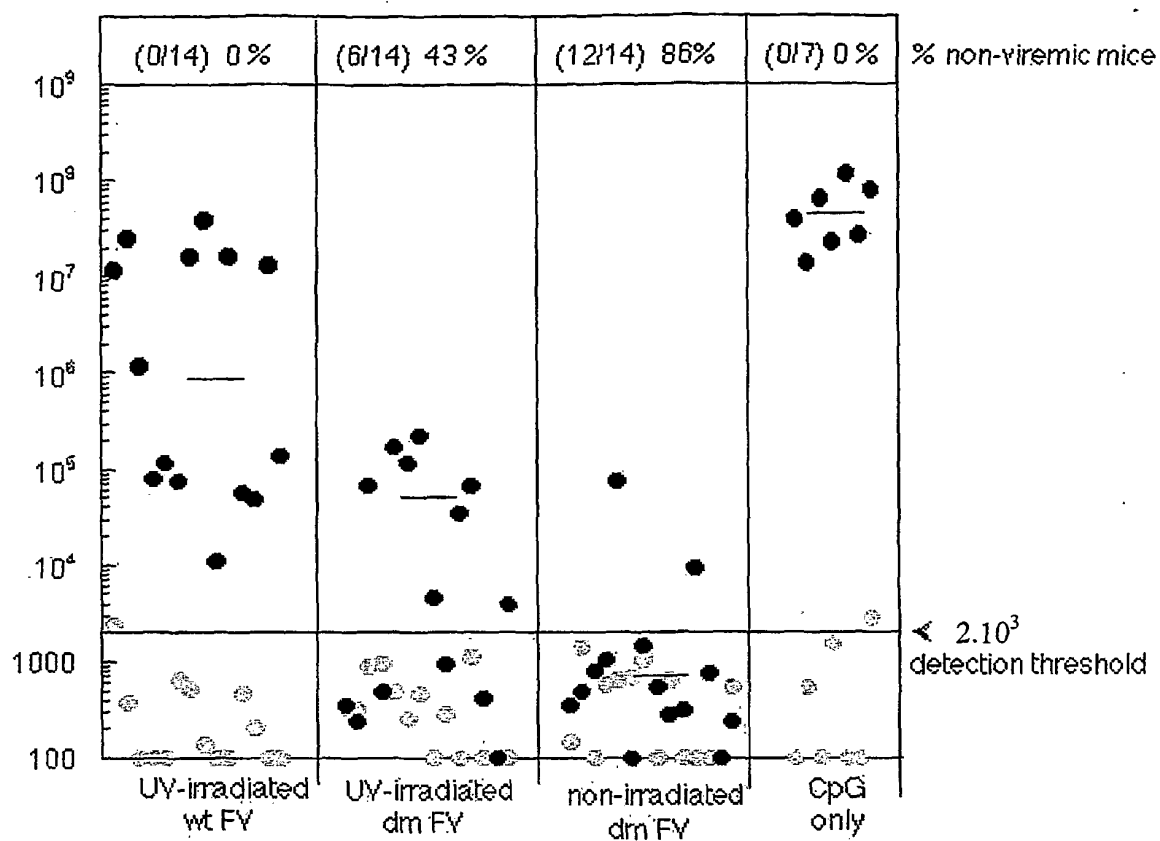 (0/14) 0% (6/14) 43% (12/14) 86% (0/7) 0% % non-viremic mice
10⁹
10⁹
10⁷
10⁶
10⁵
10⁴
< 2.10³
1000 detection threshold
100
UV-irradiated wt FV
UV-irradiated dm FV
non-irradiated dm FV
CpG only